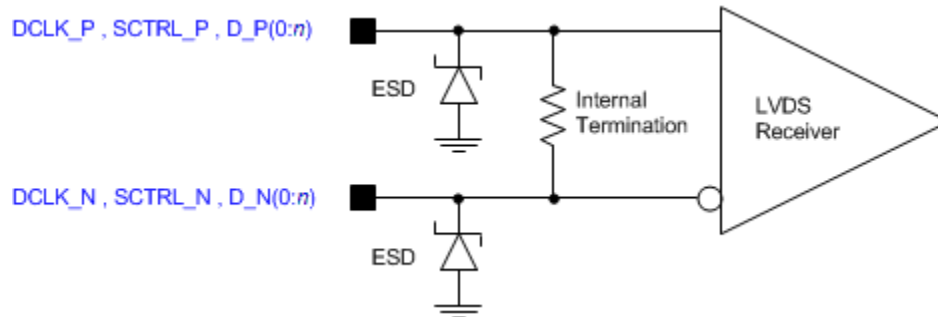 DCLK_P , SCTRL_P , D_P(0:n)
ESD
Internal
Termination
LVDS
Receiver
DCLK_N , SCTRL_N , D_N(0:n)
ESD